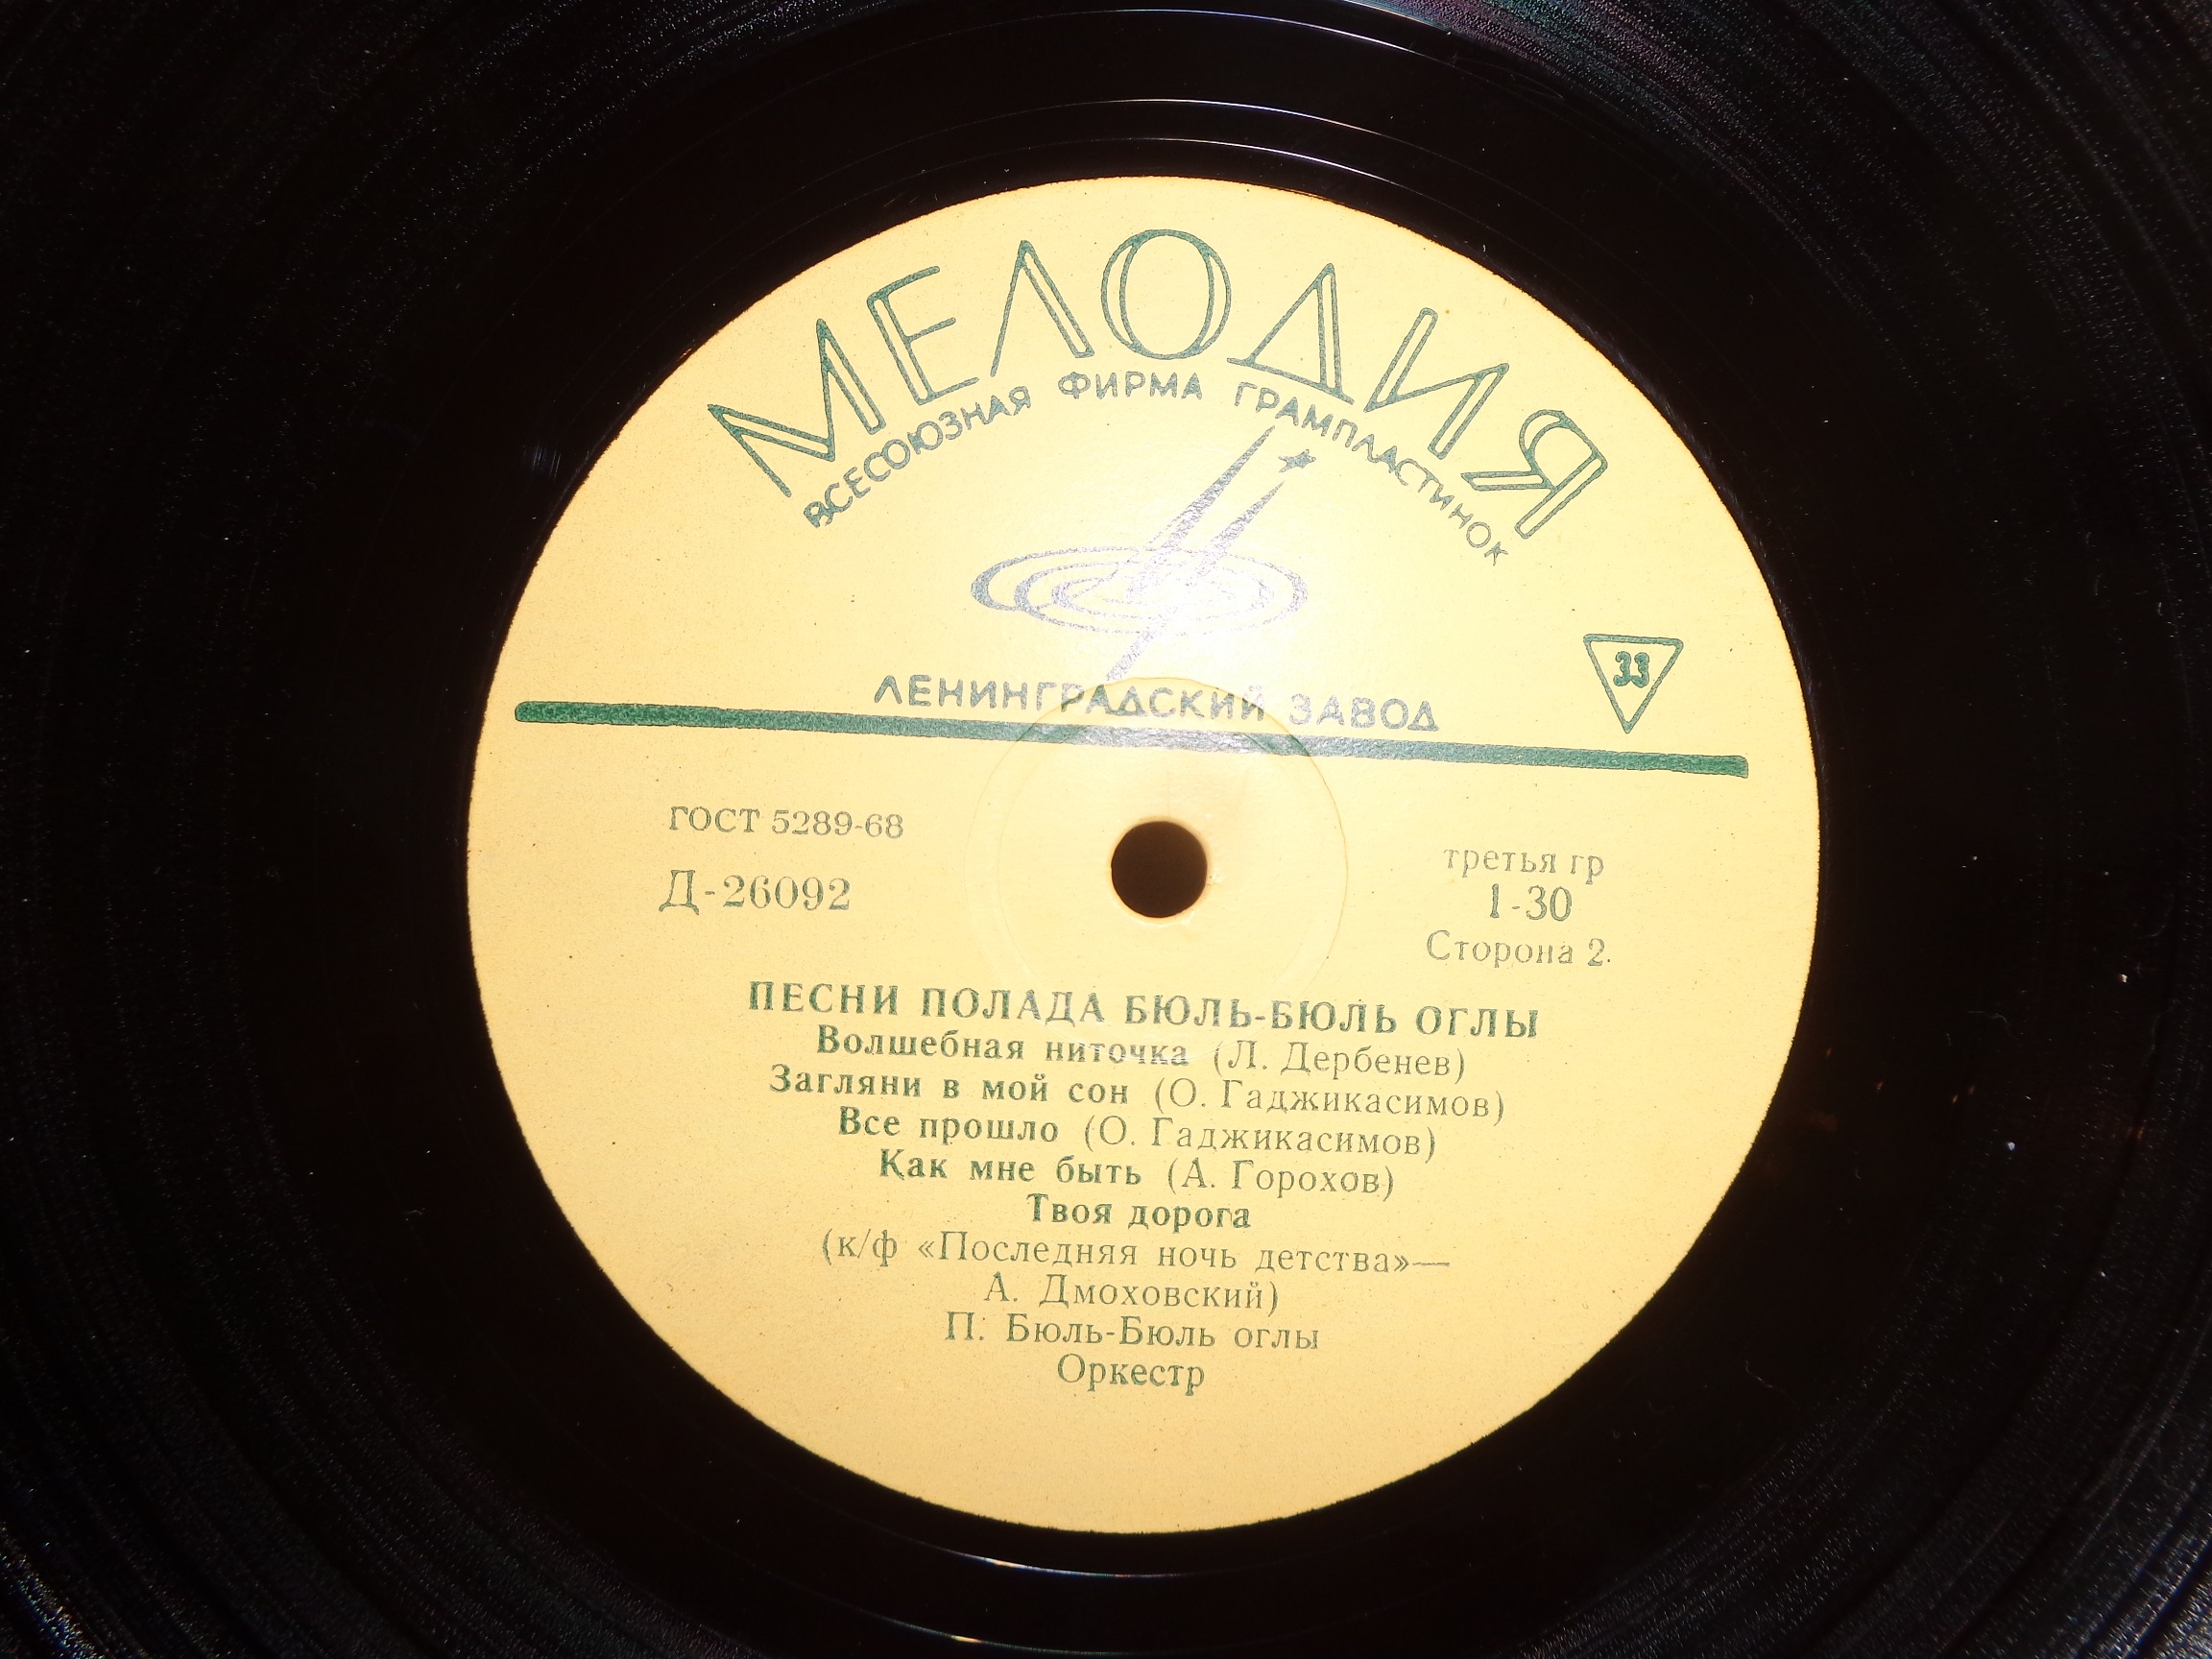 МЕЛОДИЯ
ВСЕСОЮЗНАЯ ФИРМА ГРАМПЛАСТИНОК
33
ЛЕНИНГРАДСКИЙ ЗАВОД
ГОСТ 5289-68
Д-26092
третья гр
1-30
Сторона 2.
ПЕСНИ ПОЛАДА БЮЛЬ-БЮЛЬ ОГЛЫ
Волшебная ниточка (Л. Дербенев)
Загляни в мой сон (О. Гаджикасимов)
Все прошло (О. Гаджикасимов)
Как мне быть (А. Горохов)
Твоя дорога
(к/ф «Последняя ночь детства»—
А. Дмоховский)
П. Бюль-Бюль оглы
Оркестр